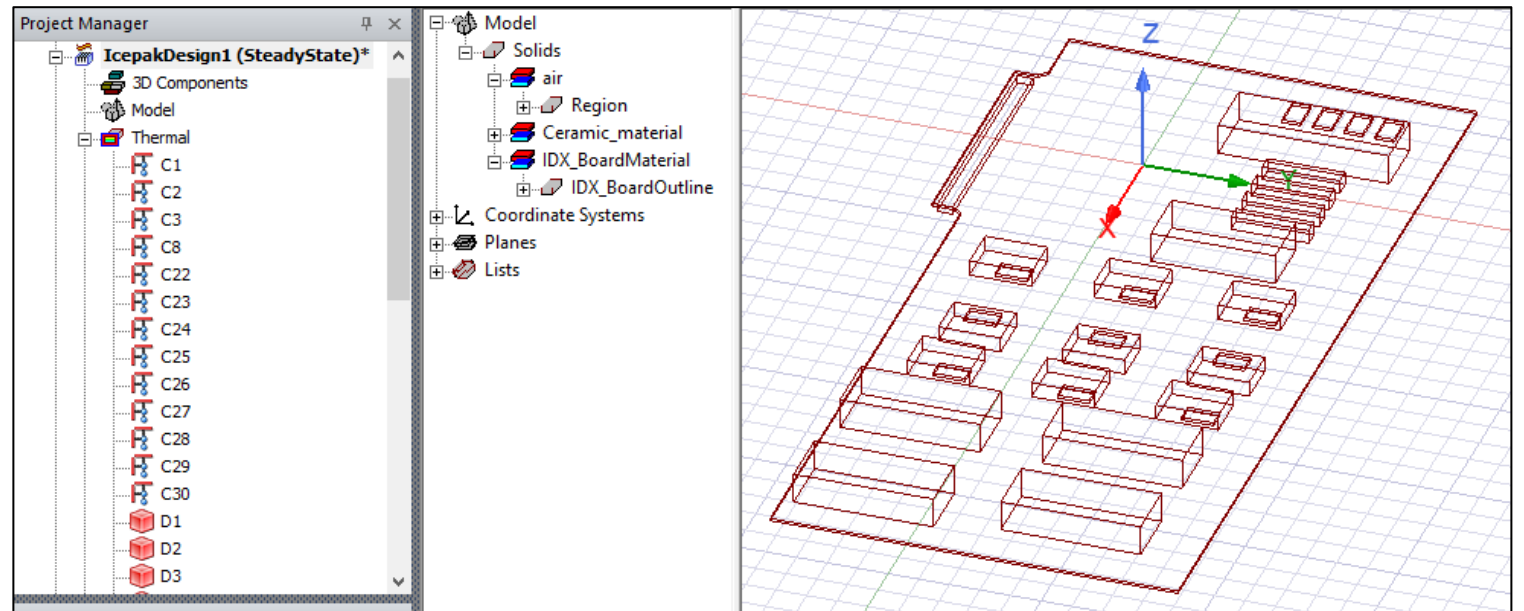 Project Manager
IcepakDesign1 (SteadyState)*
3D Components
Model
Thermal
C1
C2
C3
C8
C22
C23
C24
C25
C26
C27
C28
C29
C30
D1
D2
D3
Model
Solids
air
Region
Ceramic_material
IDX_BoardMaterial
IDX_BoardOutline
Coordinate Systems
Planes
Lists
Z
Y
X